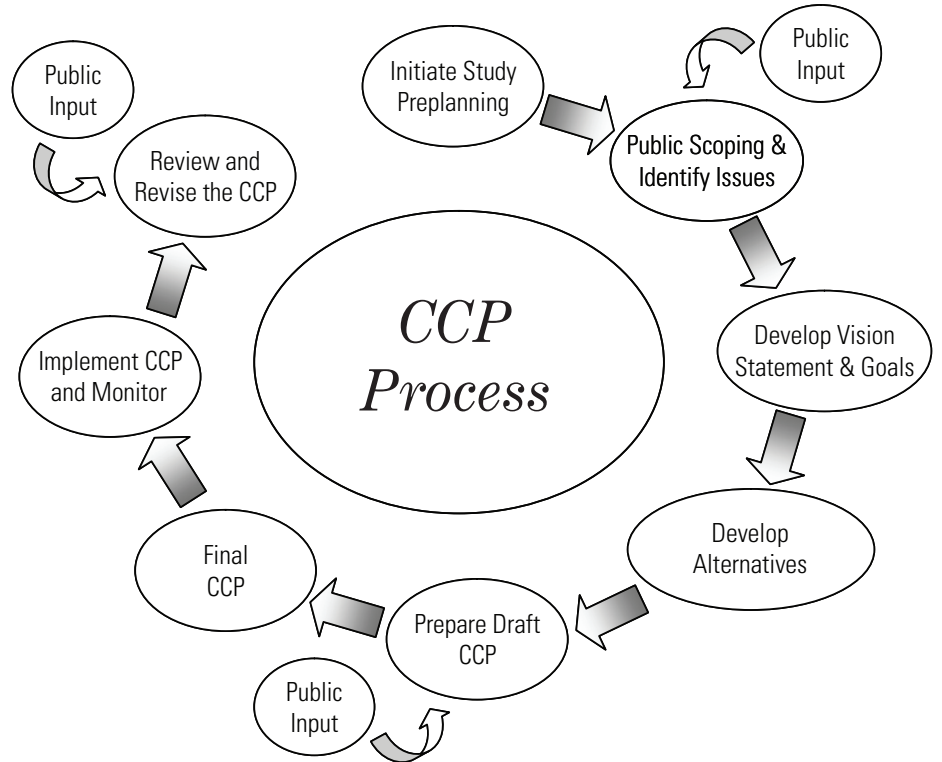 Public
Input
Initiate Study
Preplanning
Public
Input
Public Scoping &
Identify Issues
Review and
Revise the CCP
CCP
Process
Develop Vision
Statement & Goals
Implement CCP
and Monitor
Develop
Alternatives
Final
CCP
Prepare Draft
CCP
Public
Input